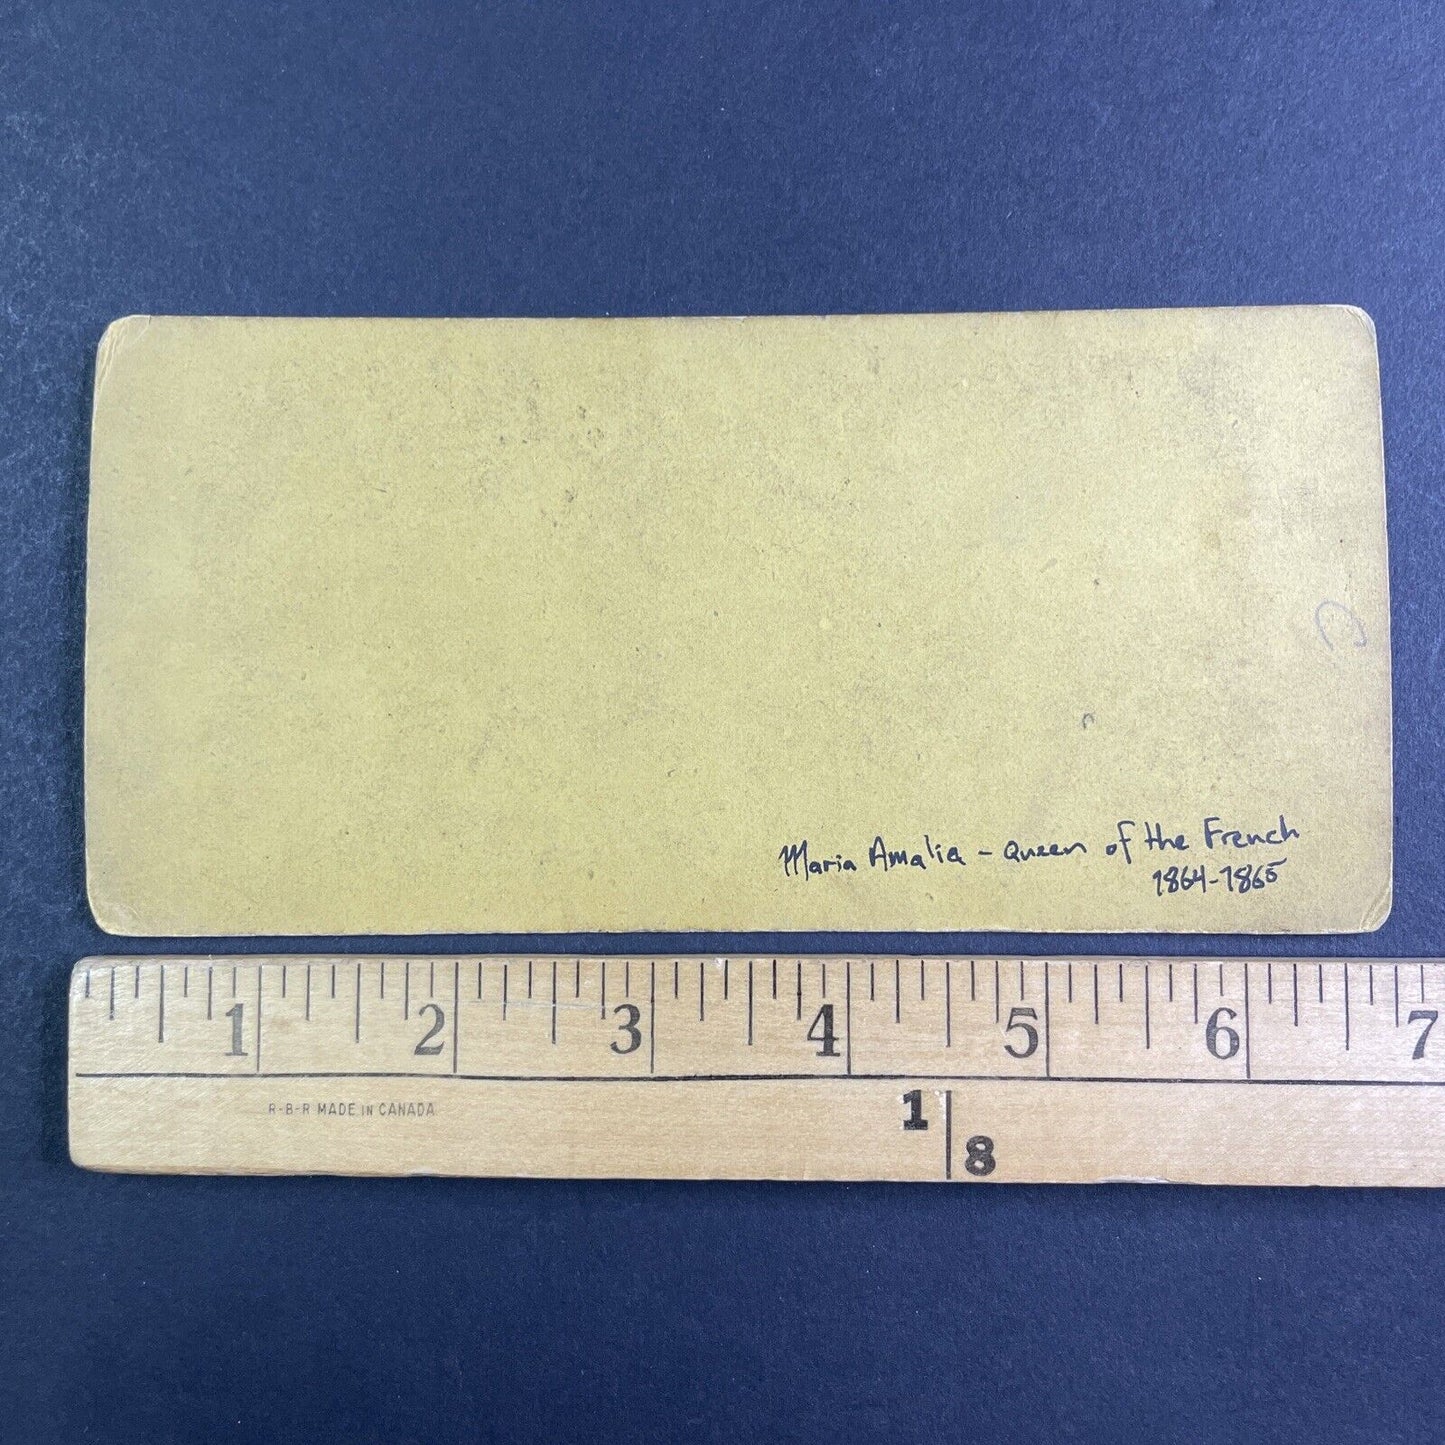 Maria Amalia - Queen of the French
1864-1865
1 2 3 4 5 6 7
R-B-R MADE IN CANADA
1
8